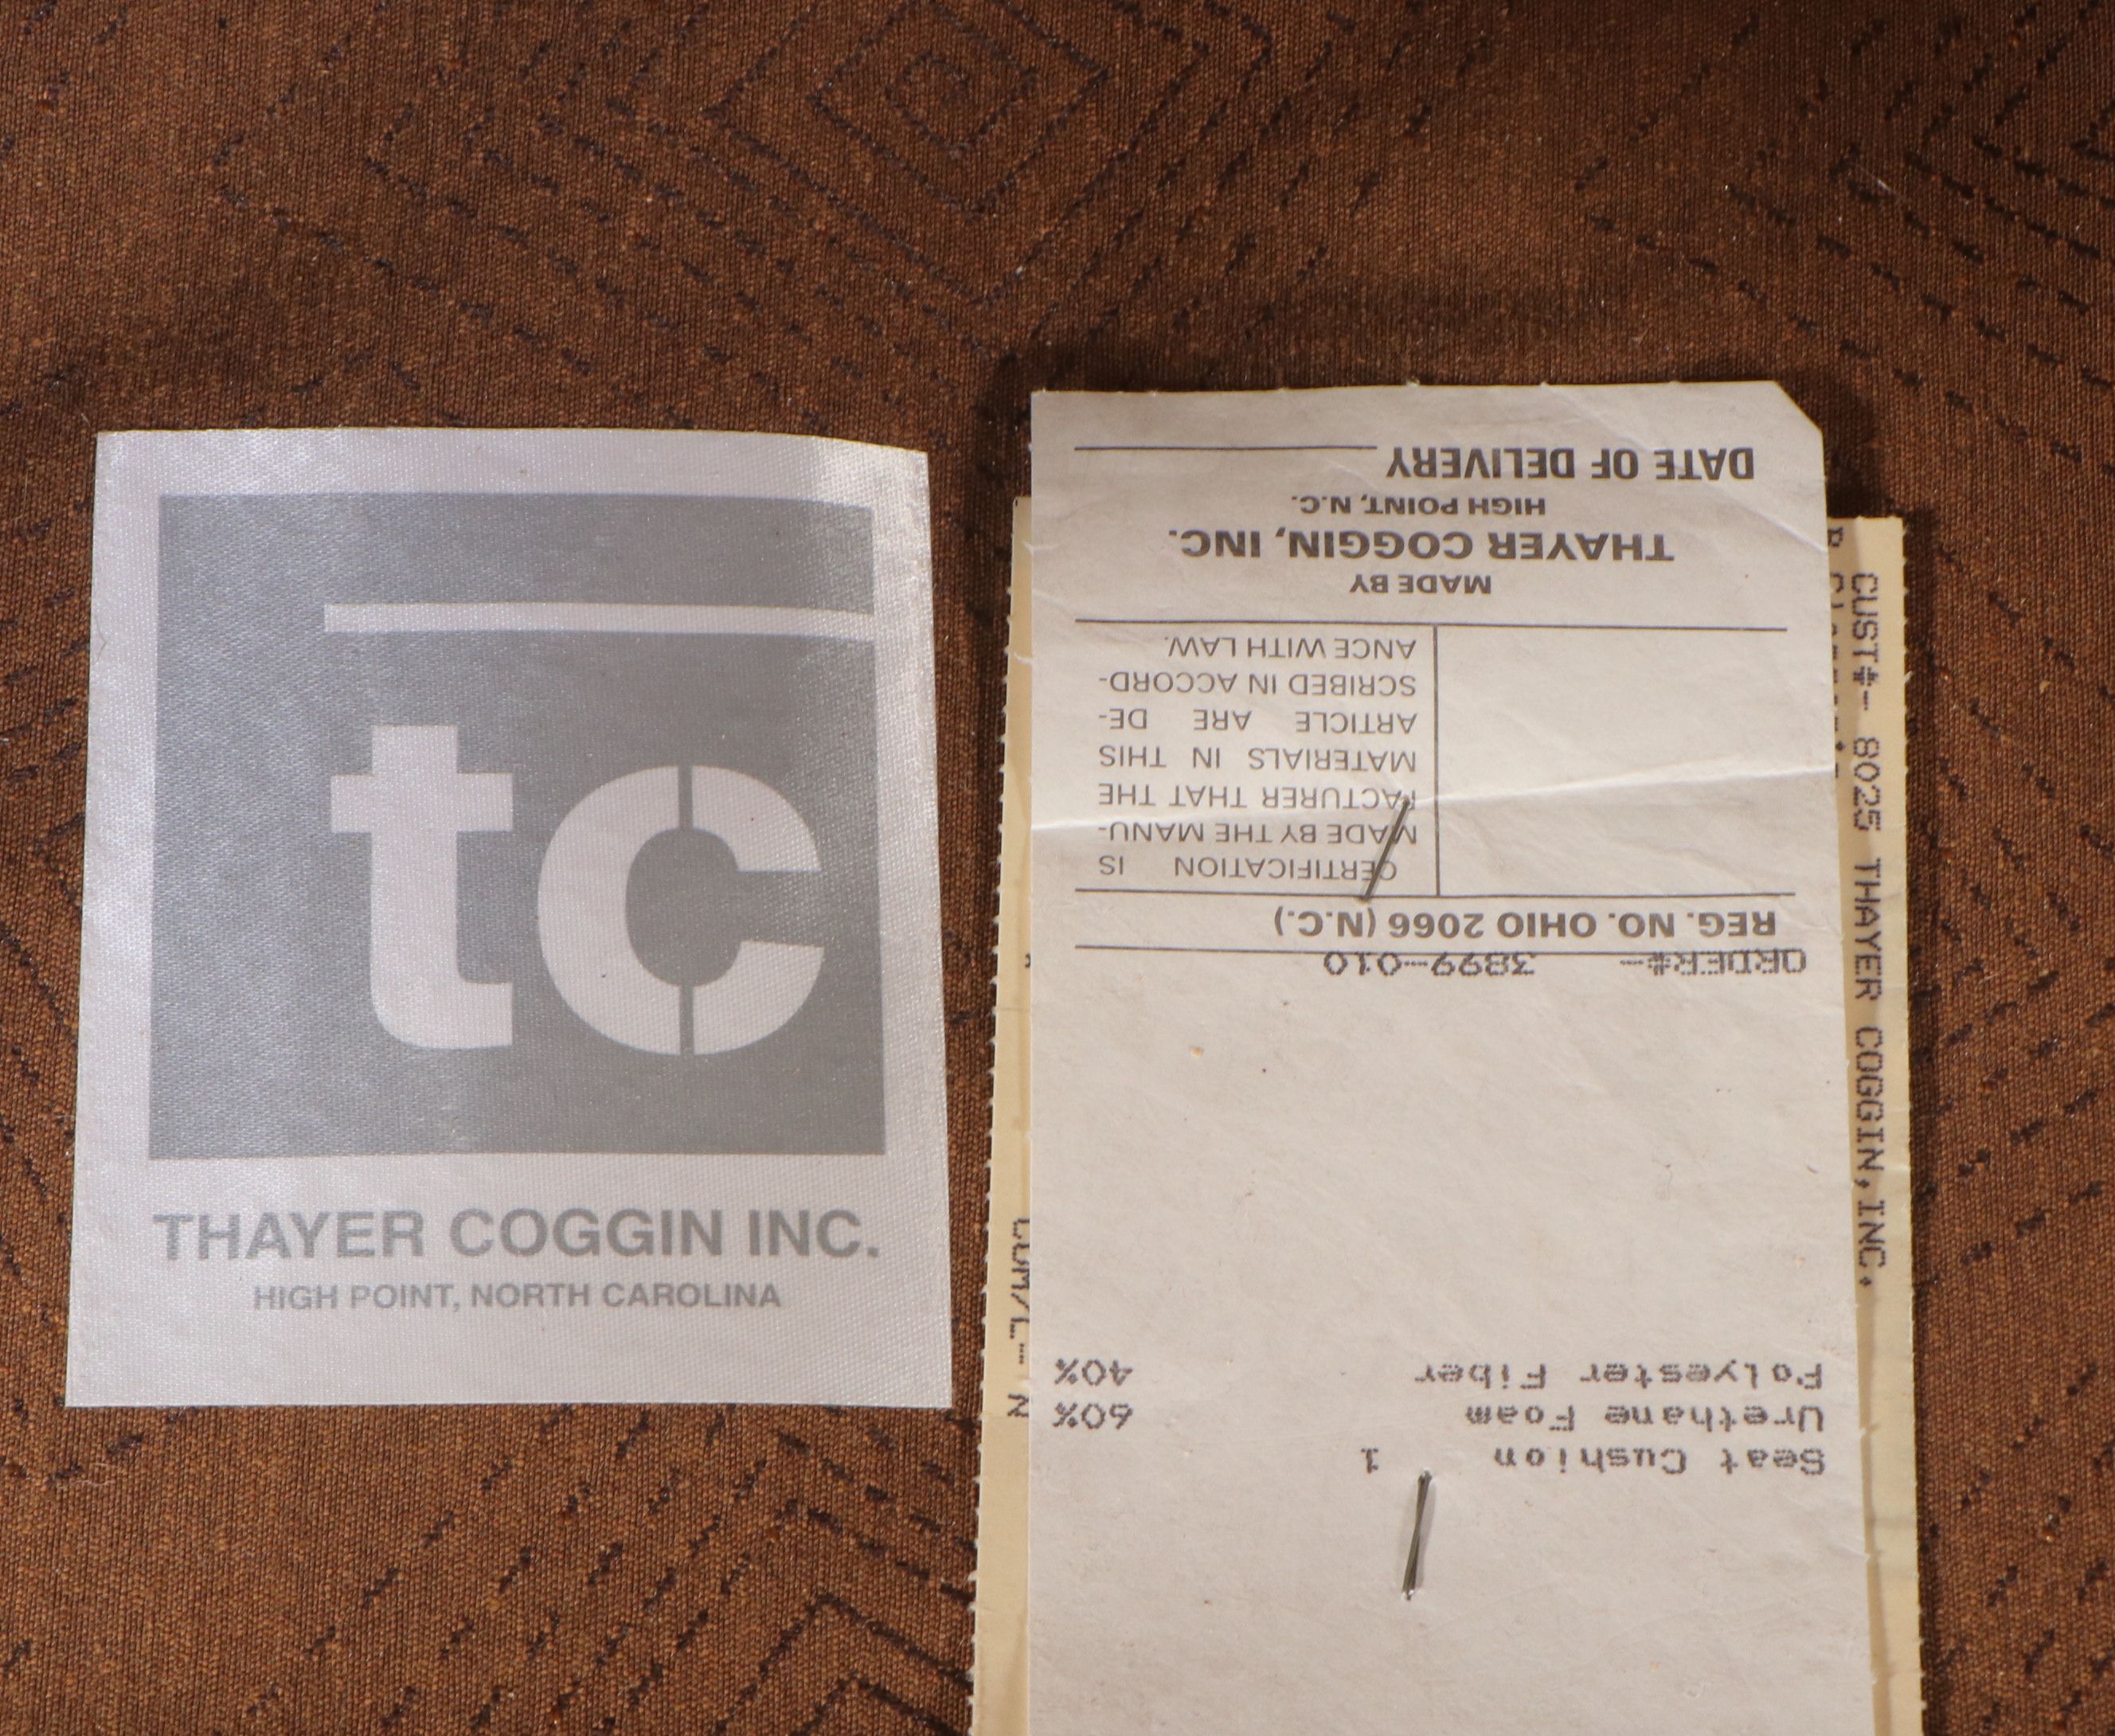 tc
THAYER COGGIN INC.
HIGH POINT, NORTH CAROLINA
Seat Cushion 1
Urethane Foam 60%
Polyester Fiber 40%
ORDER#- 3899-010
REG. NO. OHIO 2066 (N.C.)
CERTIFICATION IS
MADE BY THE MANU-
FACTURER THAT THE
MATERIALS IN THIS
ARTICLE ARE DE-
SCRIBED IN ACCORD-
ANCE WITH LAW.
MADE BY
THAYER COGGIN, INC.
HIGH POINT, N.C.
DATE OF DELIVERY
CUST#- 8025 THAYER COGGIN,INC.